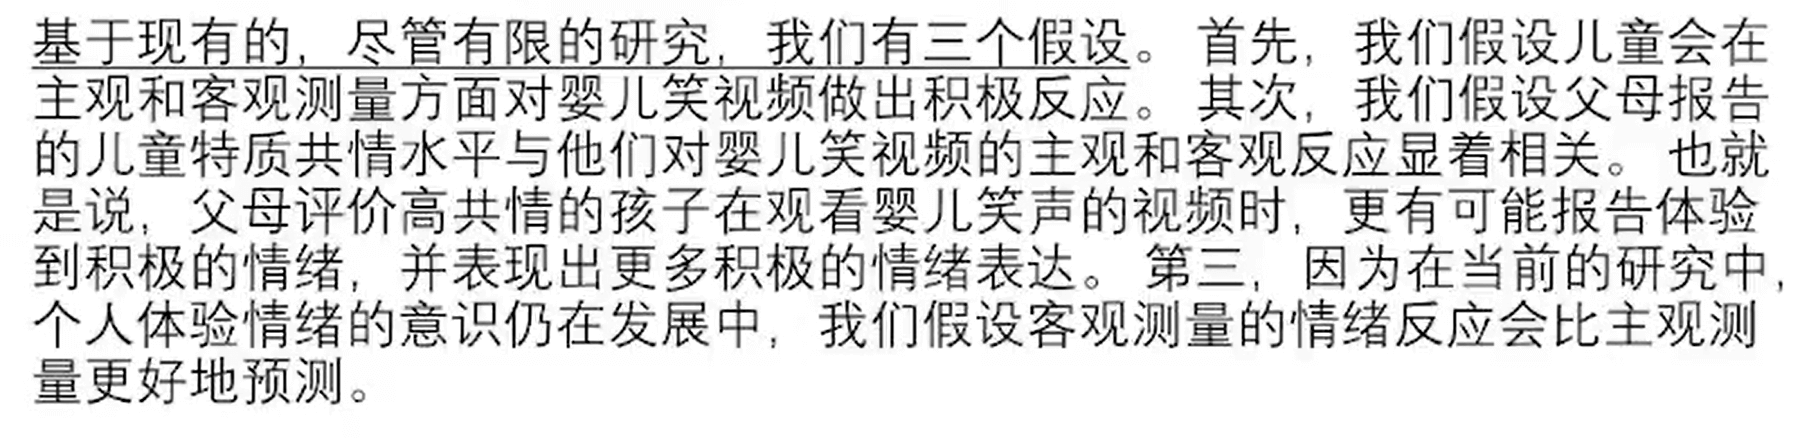 基于现有的，尽管有限的研究，我们有三个假设。 首先，我们假设儿童会在
主观和客观测量方面对婴儿笑视频做出积极反应。 其次，我们假设父母报告
的儿童特质共情水平与他们对婴儿笑视频的主观和客观反应显着相关。 也就
是说，父母评价高共情的孩子在观看婴儿笑声的视频时，更有可能报告体验
到积极的情绪，并表现出更多积极的情绪表达。 第三，因为在当前的研究中，
个人体验情绪的意识仍在发展中，我们假设客观测量的情绪反应会比主观测
量更好地预测。